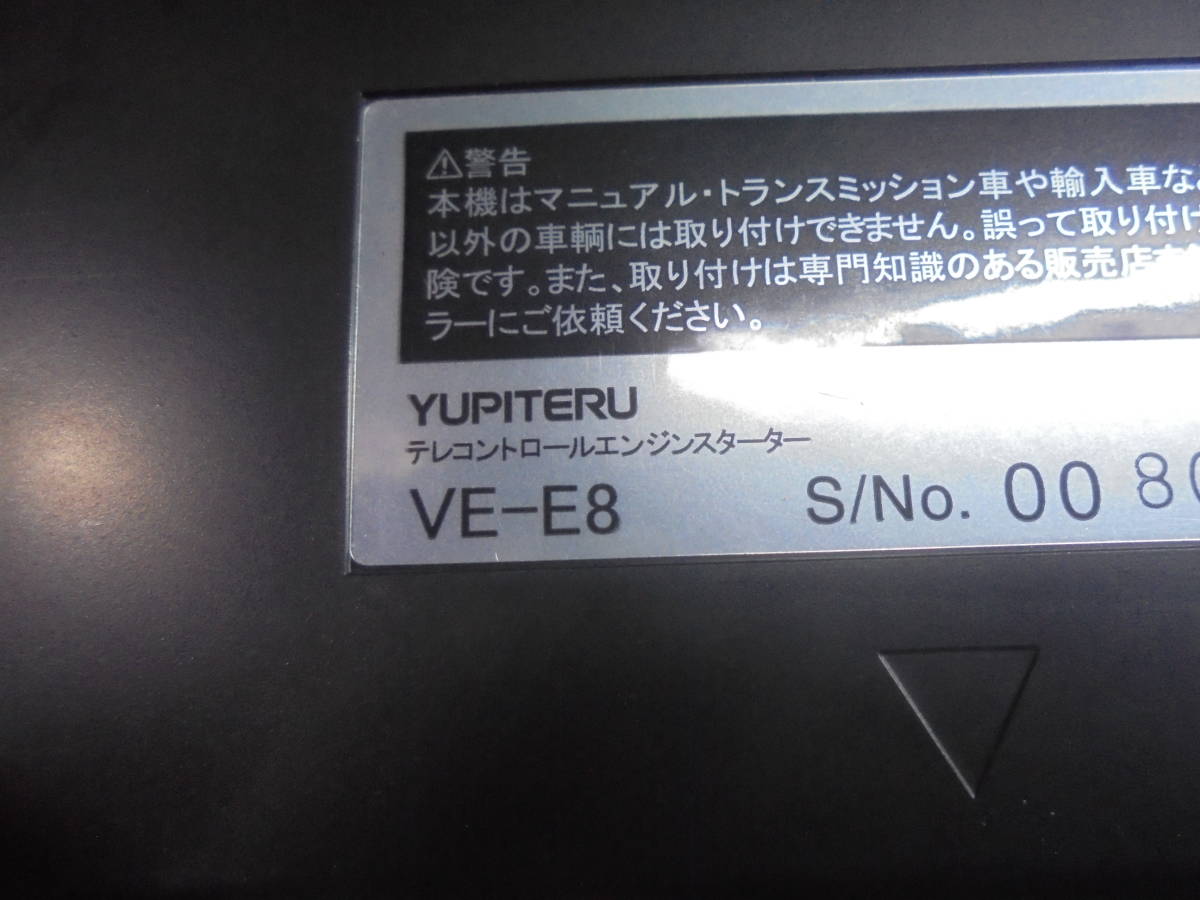 ⚠警告
本機はマニュアル・トランスミッション車や輸入車な
以外の車輌には取り付けできません。誤って取り付け
険です。また、取り付けは専門知識のある販売店
ラーにご依頼ください。
YUPITERU
テレコントロールエンジンスターター
VE-E8
S/No. 00 80